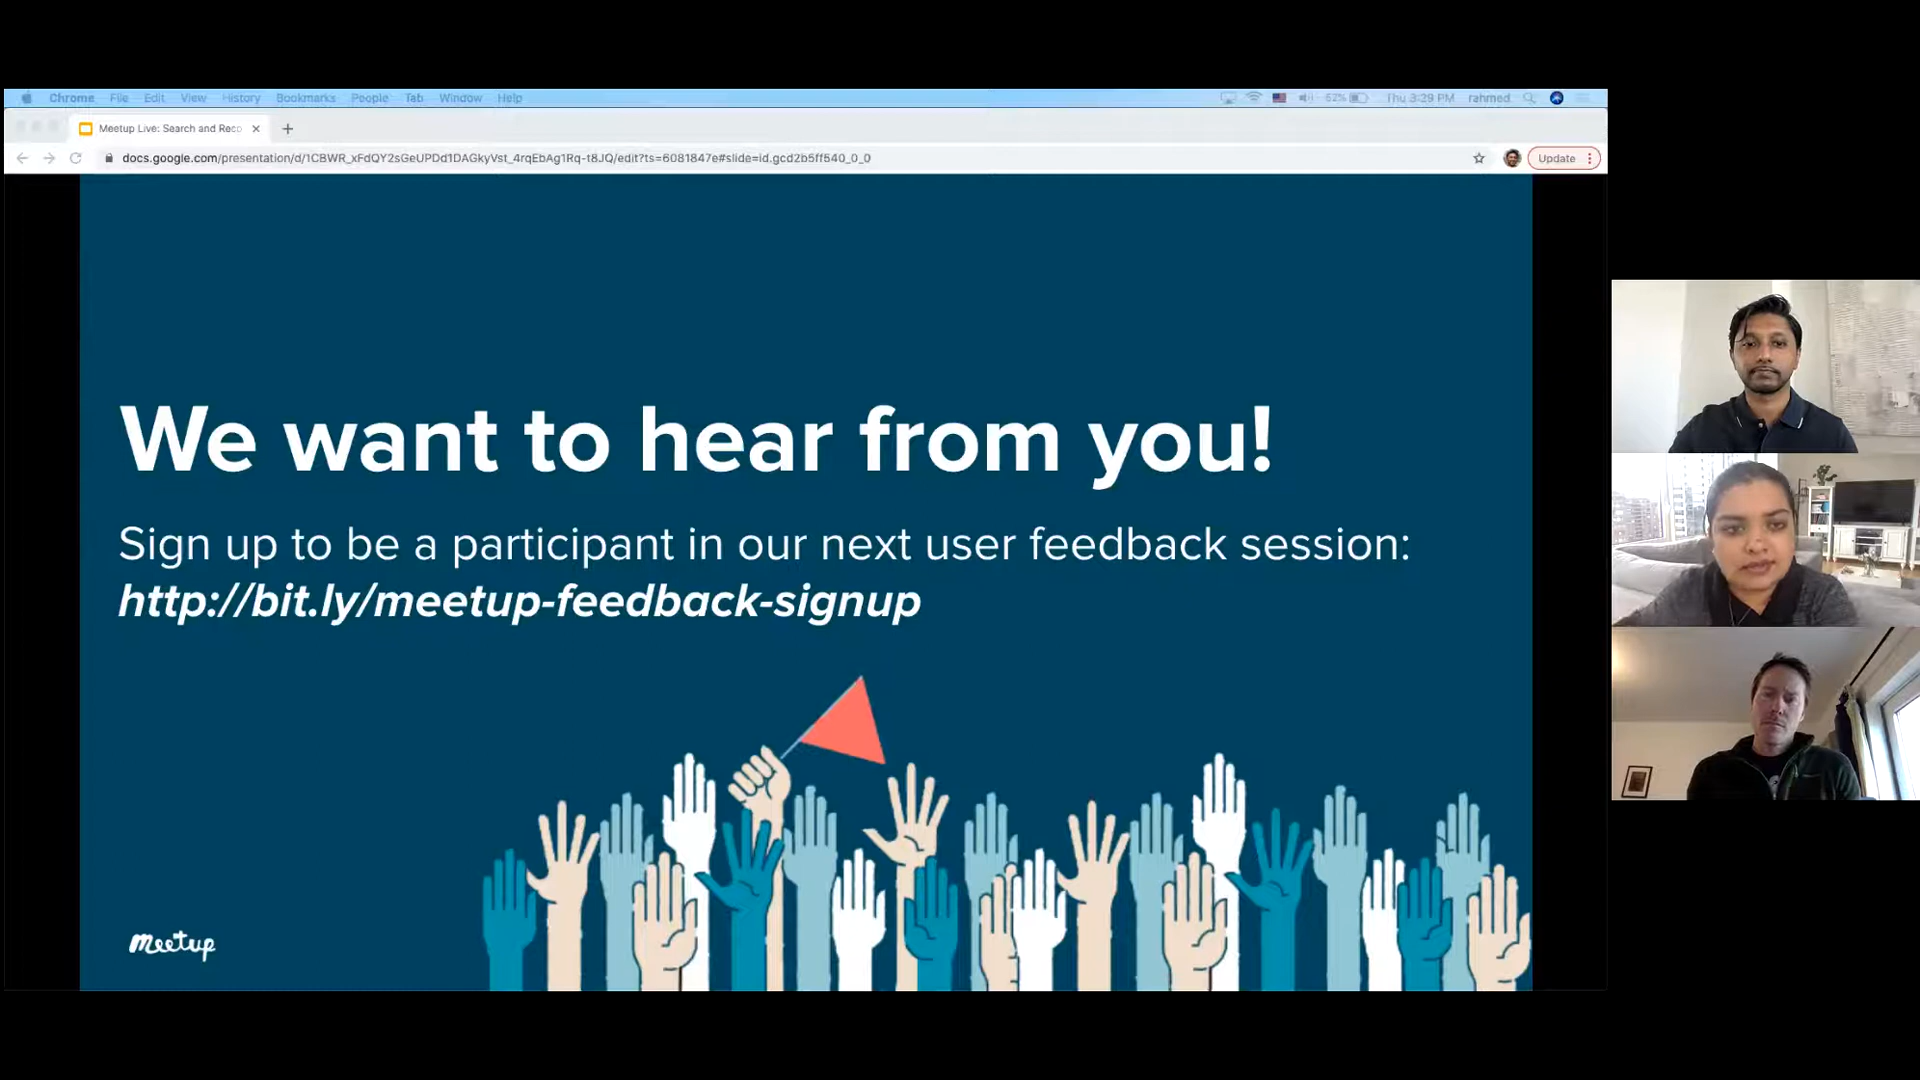 Chrome File Edit View History Bookmarks People Tab Window Help 62% Thu 3:29 PM rahmed
Meetup Live: Search and Reco
docs.google.com/presentation/d/1CBWR_xFdQY2sGeUPDd1DAGkyVst_4rqEbAg1Rq-t8JQ/edit?ts=6081847e#slide=id.gcd2b5ff540_0_0 Update
We want to hear from you!
Sign up to be a participant in our next user feedback session:
http://bit.ly/meetup-feedback-signup
meetup